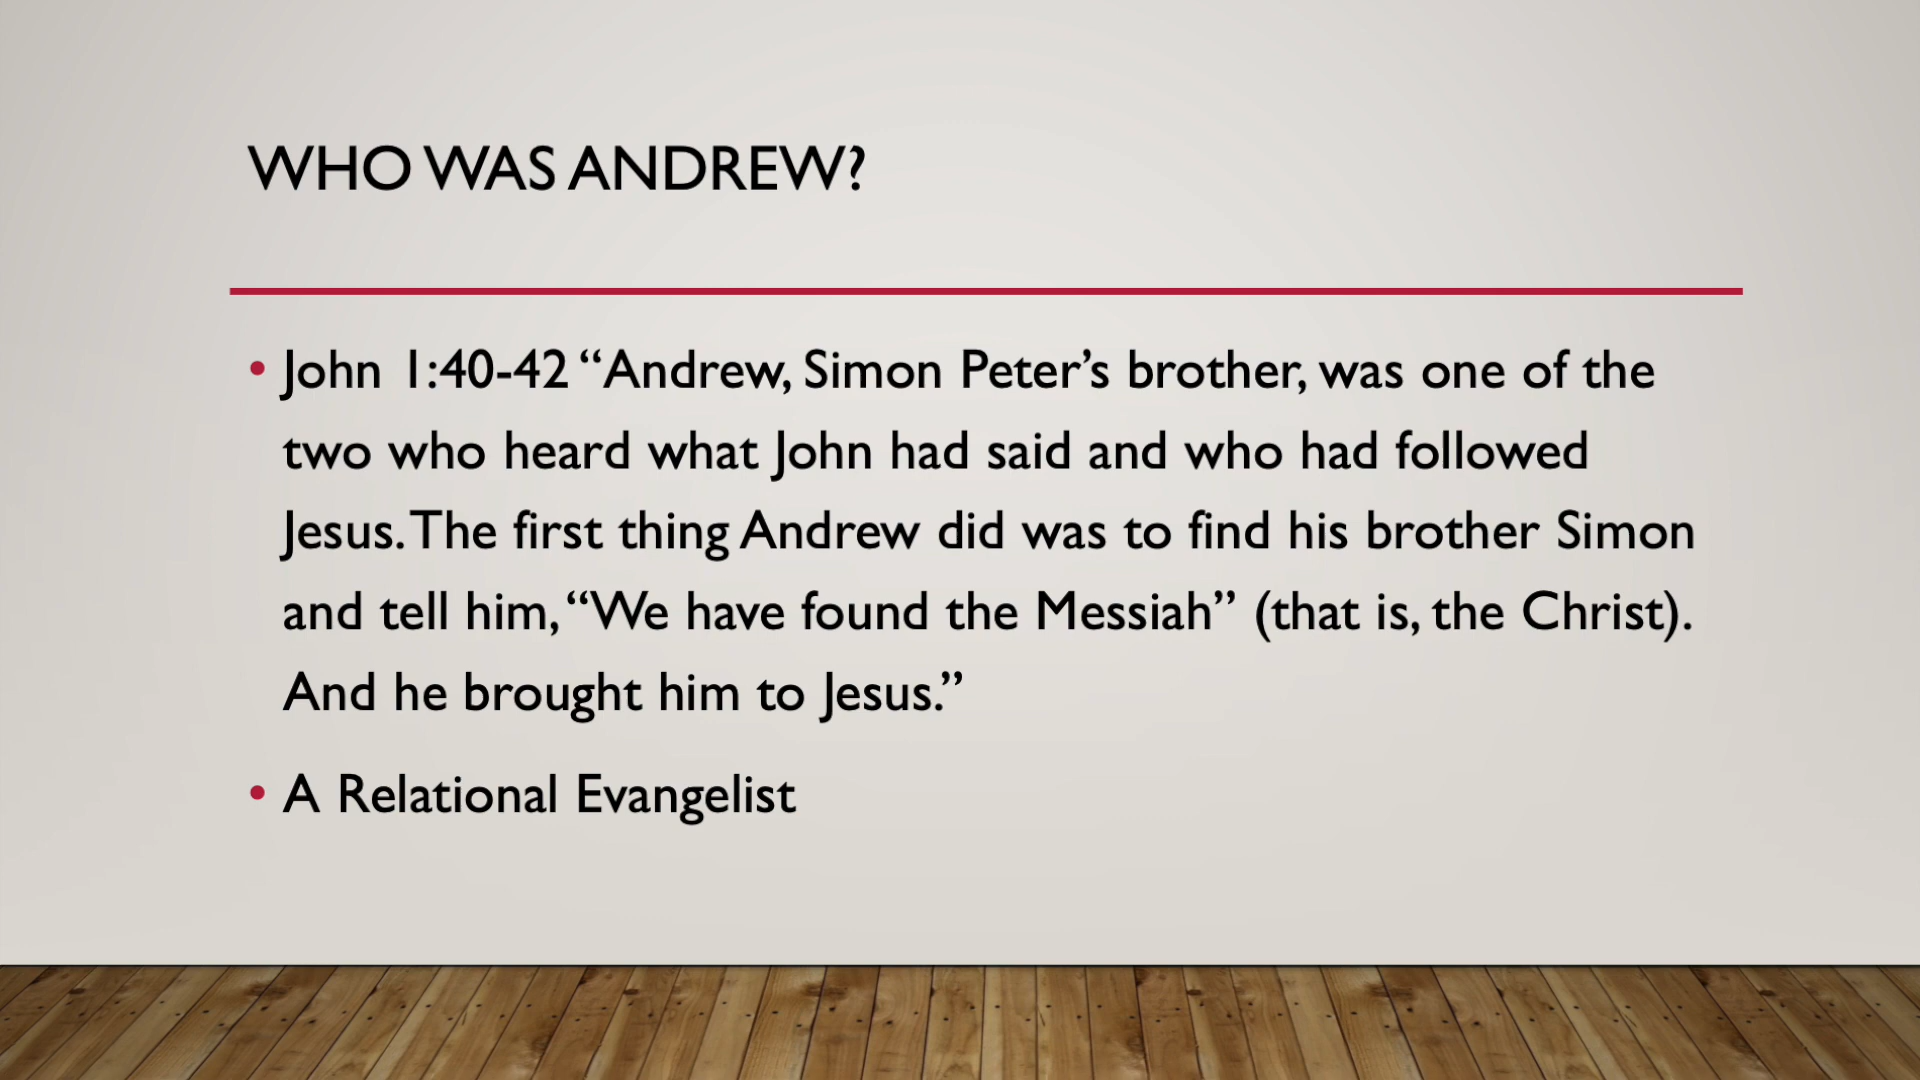 WHO WAS ANDREW?
• John 1:40-42 “Andrew, Simon Peter’s brother, was one of the
two who heard what John had said and who had followed
Jesus. The first thing Andrew did was to find his brother Simon
and tell him, “We have found the Messiah” (that is, the Christ).
And he brought him to Jesus.”
• A Relational Evangelist